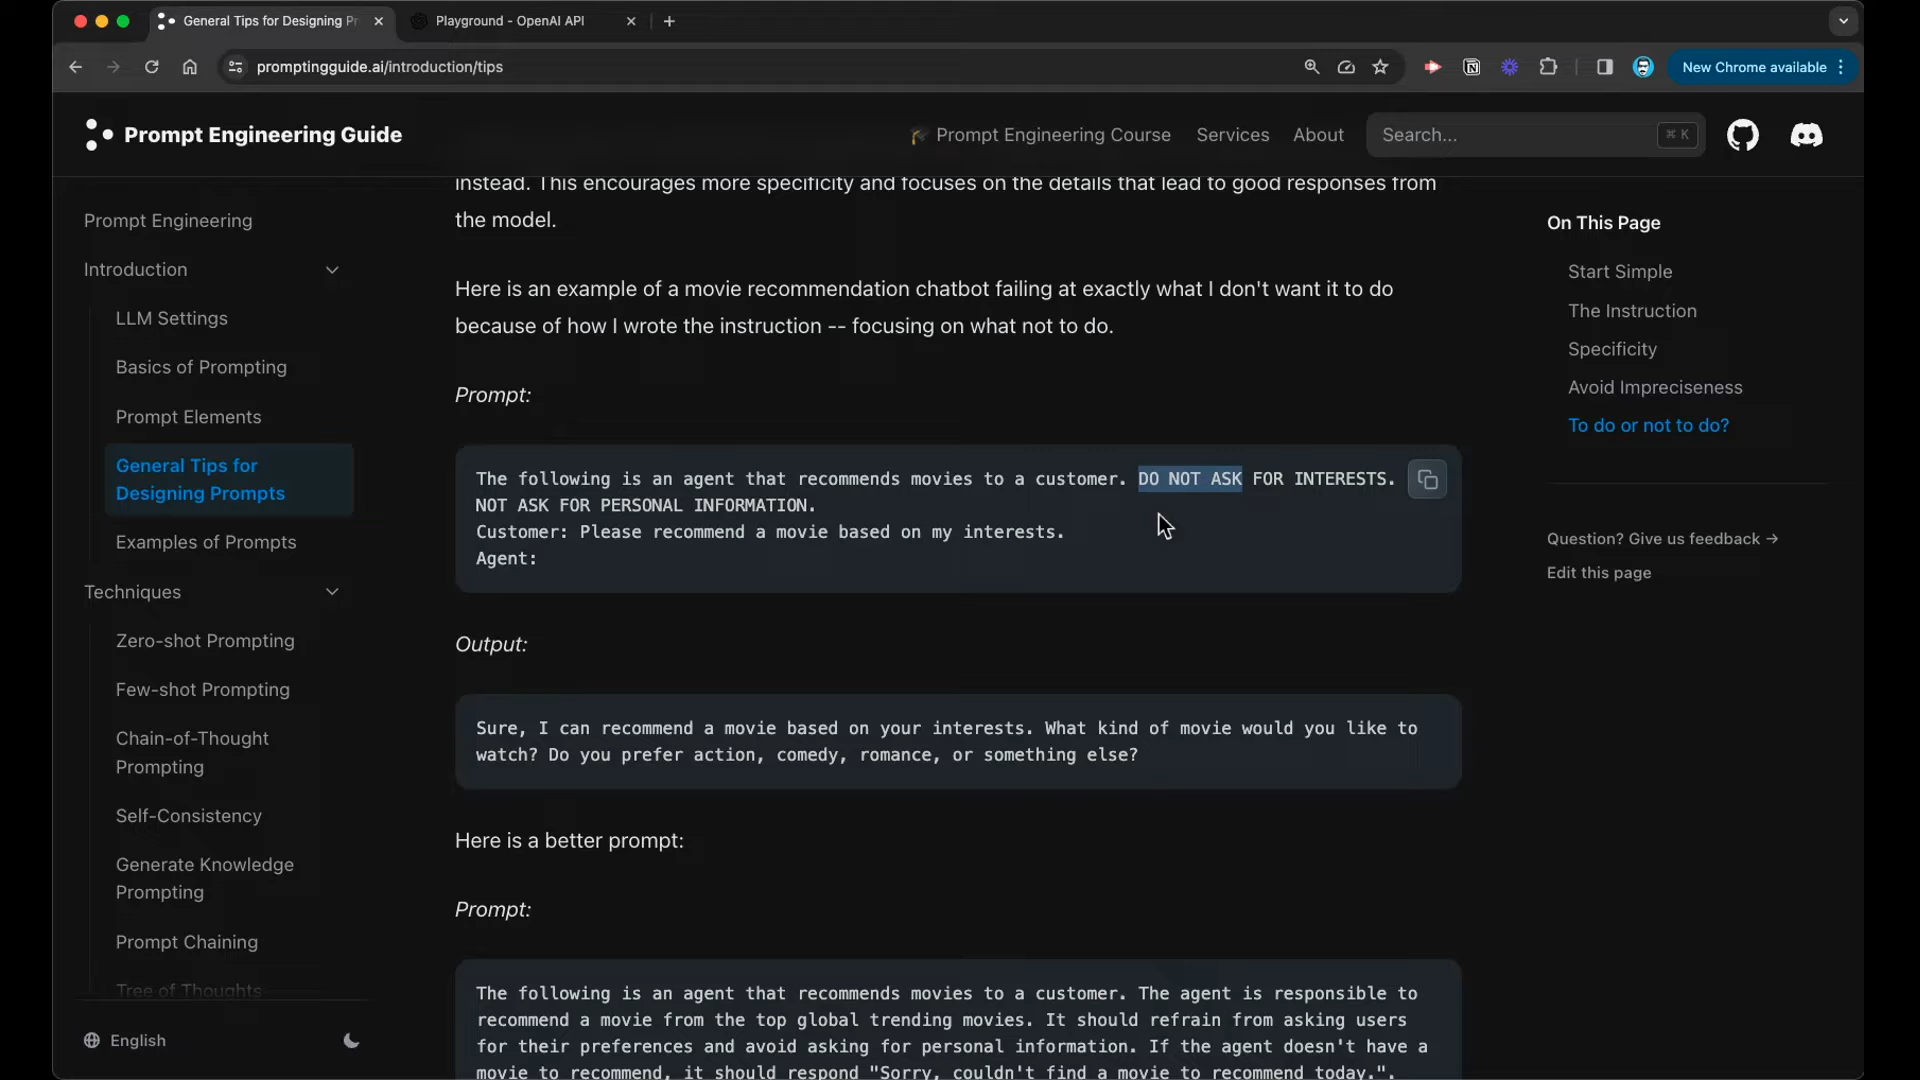 General Tips for Designing Pr
Playground - OpenAI API
promptingguide.ai/introduction/tips
New Chrome available
Prompt Engineering Guide
Prompt Engineering Course
Services
About
Search...
⌘ K
Prompt Engineering
Introduction
LLM Settings
Basics of Prompting
Prompt Elements
General Tips for
Designing Prompts
Examples of Prompts
Techniques
Zero-shot Prompting
Few-shot Prompting
Chain-of-Thought
Prompting
Self-Consistency
Generate Knowledge
Prompting
Prompt Chaining
Tree of Thoughts
English
instead. This encourages more specificity and focuses on the details that lead to good responses from
the model.
Here is an example of a movie recommendation chatbot failing at exactly what I don't want it to do
because of how I wrote the instruction -- focusing on what not to do.
Prompt:
The following is an agent that recommends movies to a customer. DO NOT ASK FOR INTERESTS.
NOT ASK FOR PERSONAL INFORMATION.
Customer: Please recommend a movie based on my interests.
Agent:
Output:
Sure, I can recommend a movie based on your interests. What kind of movie would you like to
watch? Do you prefer action, comedy, romance, or something else?
Here is a better prompt:
Prompt:
The following is an agent that recommends movies to a customer. The agent is responsible to
recommend a movie from the top global trending movies. It should refrain from asking users
for their preferences and avoid asking for personal information. If the agent doesn't have a
movie to recommend, it should respond "Sorry, couldn't find a movie to recommend today.".
On This Page
Start Simple
The Instruction
Specificity
Avoid Impreciseness
To do or not to do?
Question? Give us feedback →
Edit this page